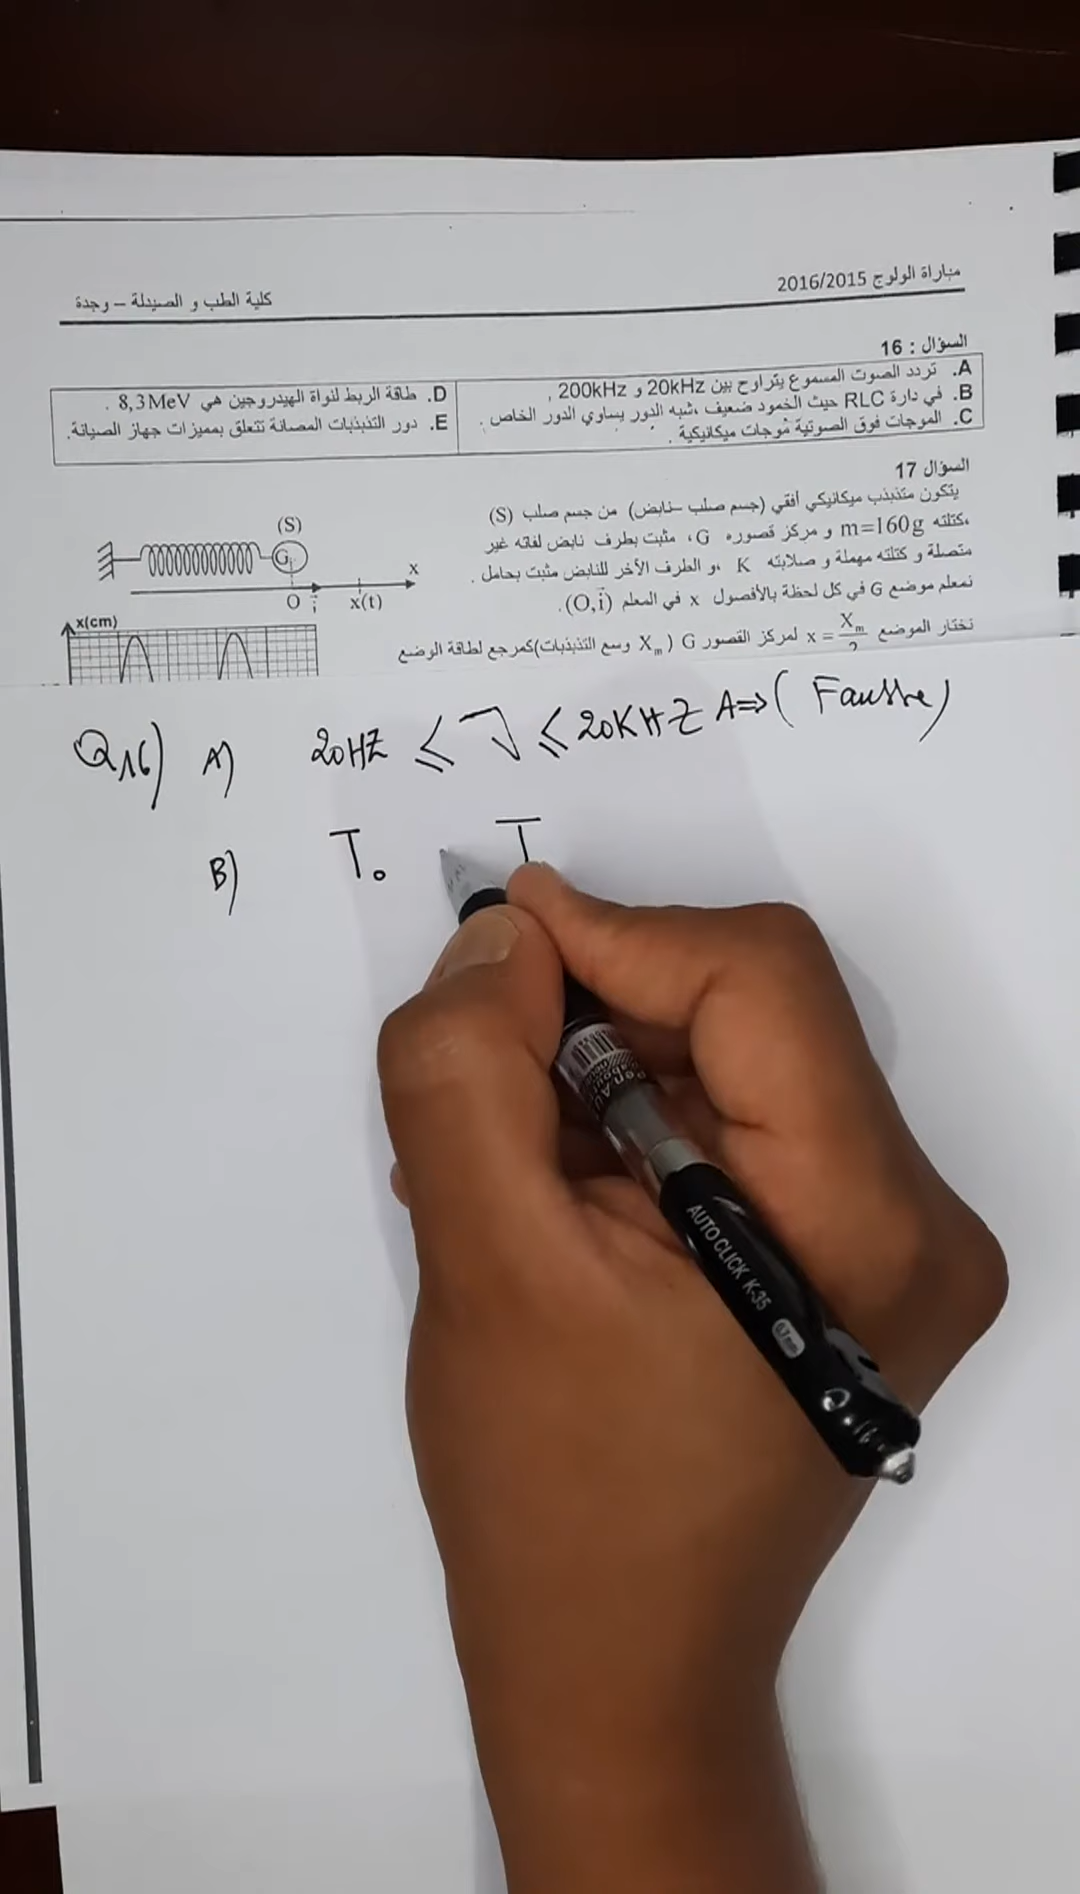 مباراة الولوج 2016/2015
كلية الطب و الصيدلة – وجدة
السؤال : 16
A. تردد الصوت المسموع يتراوح بين 20kHz و 200kHz ,
B. في دارة RLC حيث الخمود ضعيف ،شبه الدور يساوي الدور الخاص .
C. الموجات فوق الصوتية موجات ميكانيكية .
D. طاقة الربط لنواة الهيدروجين هي 8,3MeV .
E. دور التذبذبات المصانة تتعلق بمميزات جهاز الصيانة.
السؤال 17
يتكون متذبذب ميكانيكي أفقي (جسم صلب –نابض) من جسم صلب (S)
،كتلته m=160g و مركز قصوره G، مثبت بطرف نابض لفاته غير
متصلة و كتلته مهملة و صلابته K ،و الطرف الأخر للنابض مثبت بحامل .
نمعلم موضع G في كل لحظة بالأفصول x في المعلم (O,i).
نختار الموضع x = Xm/2 لمركز القصور G (Xm وسع التذبذبات)كمرجع لطاقة الوضع
(S)
G
x
O i x(t)
x(cm)
Q16) A) 20HZ ≤ ≤ 20KHZ A⇒( Fausse)
B) T₀ T
AUTO CLICK K-35
0.7mm